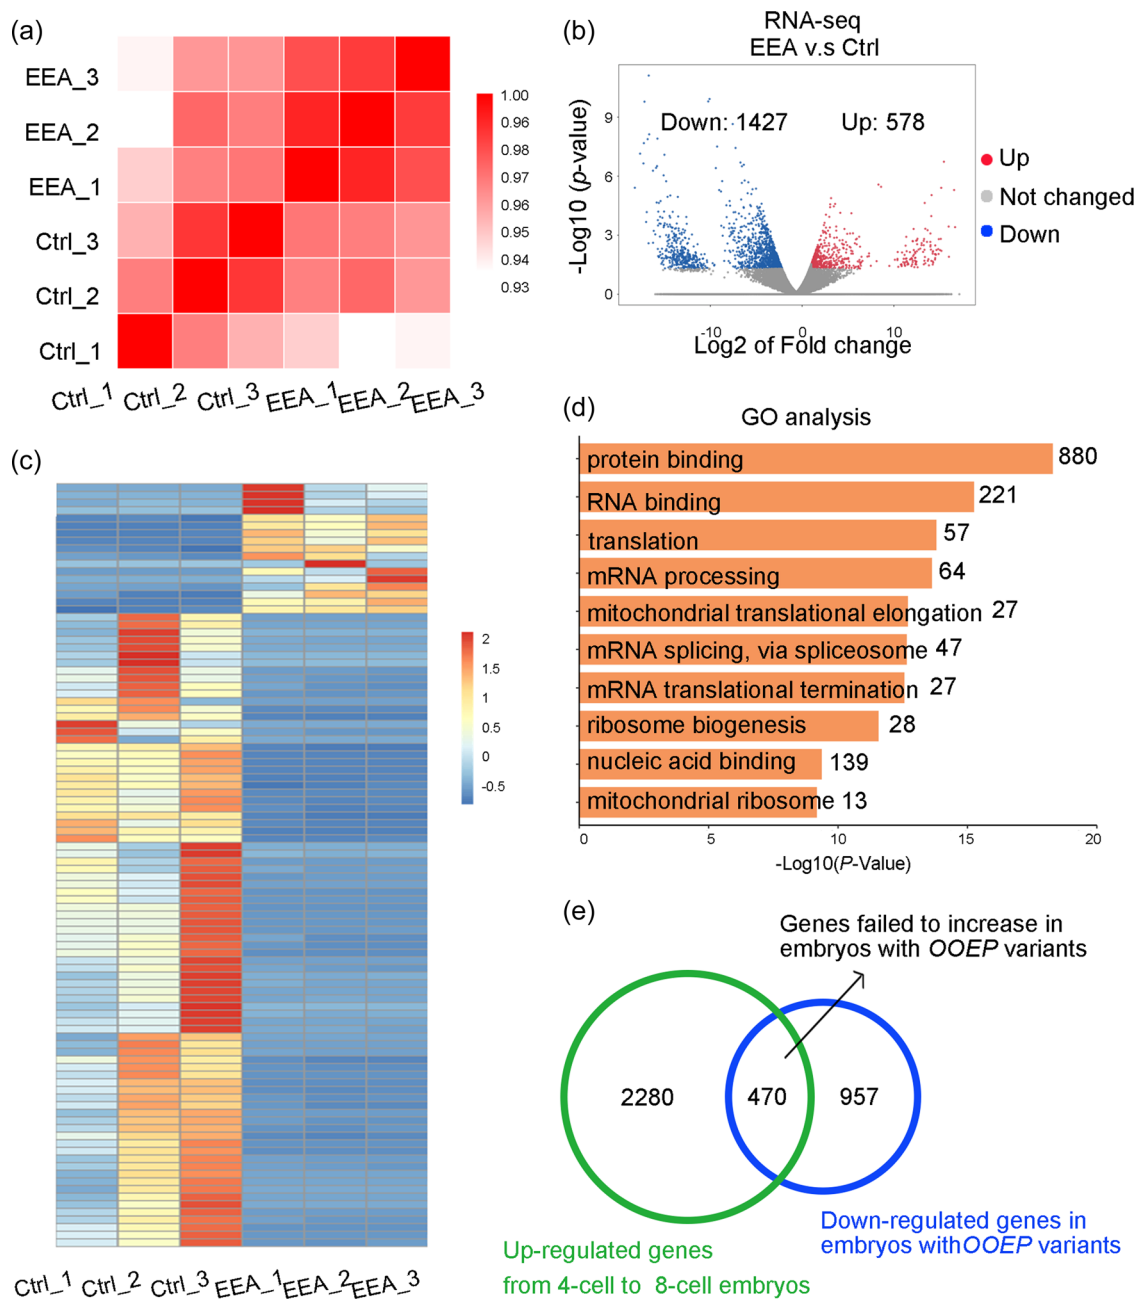 (a)
EEA_3
EEA_2
EEA_1
Ctrl_3
Ctrl_2
Ctrl_1
Ctrl_1 Ctrl_2 Ctrl_3 EEA_1 EEA_2 EEA_3
1.00
0.96
0.98
0.97
0.96
0.95
0.94
0.93
(b)
RNA-seq
EEA v.s Ctrl
Down: 1427 Up: 578
-Log10 (p-value)
9
6
3
0
-10 0 10
Log2 of Fold change
Up
Not changed
Down
(c)
2
1.5
1
0.5
0
-0.5
Ctrl_1 Ctrl_2 Ctrl_3 EEA_1 EEA_2 EEA_3
(d)
GO analysis
protein binding 880
RNA binding 221
translation 57
mRNA processing 64
mitochondrial translational elongation 27
mRNA splicing, via spliceosome 47
mRNA translational termination 27
ribosome biogenesis 28
nucleic acid binding 139
mitochondrial ribosome 13
0 5 10 15 20
-Log10(P-Value)
(e)
Genes failed to increase in
embryos with OOEP variants
2280 470 957
Down-regulated genes in
embryos withOOEP variants
Up-regulated genes
from 4-cell to 8-cell embryos